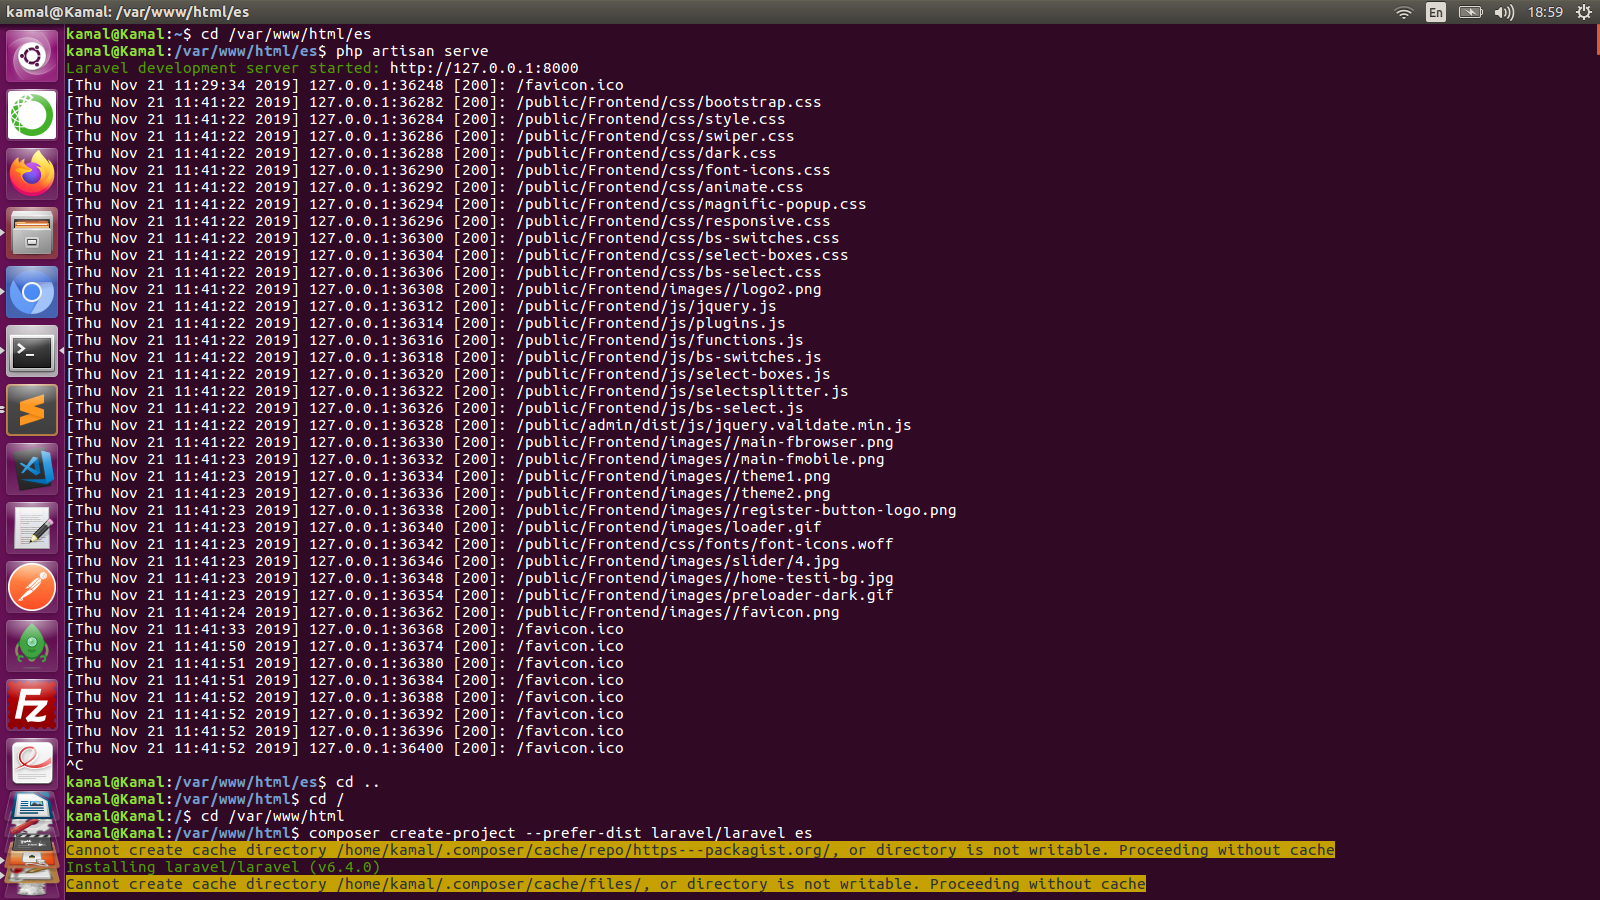 kamal@Kamal: /var/www/html/es
En
18:59
kamal@Kamal:~$ cd /var/www/html/es
kamal@Kamal:/var/www/html/es$ php artisan serve
Laravel development server started: http://127.0.0.1:8000
[Thu Nov 21 11:29:34 2019] 127.0.0.1:36248 [200]: /favicon.ico
[Thu Nov 21 11:41:22 2019] 127.0.0.1:36282 [200]: /public/Frontend/css/bootstrap.css
[Thu Nov 21 11:41:22 2019] 127.0.0.1:36284 [200]: /public/Frontend/css/style.css
[Thu Nov 21 11:41:22 2019] 127.0.0.1:36286 [200]: /public/Frontend/css/swiper.css
[Thu Nov 21 11:41:22 2019] 127.0.0.1:36288 [200]: /public/Frontend/css/dark.css
[Thu Nov 21 11:41:22 2019] 127.0.0.1:36290 [200]: /public/Frontend/css/font-icons.css
[Thu Nov 21 11:41:22 2019] 127.0.0.1:36292 [200]: /public/Frontend/css/animate.css
[Thu Nov 21 11:41:22 2019] 127.0.0.1:36294 [200]: /public/Frontend/css/magnific-popup.css
[Thu Nov 21 11:41:22 2019] 127.0.0.1:36296 [200]: /public/Frontend/css/responsive.css
[Thu Nov 21 11:41:22 2019] 127.0.0.1:36300 [200]: /public/Frontend/css/bs-switches.css
[Thu Nov 21 11:41:22 2019] 127.0.0.1:36304 [200]: /public/Frontend/css/select-boxes.css
[Thu Nov 21 11:41:22 2019] 127.0.0.1:36306 [200]: /public/Frontend/css/bs-select.css
[Thu Nov 21 11:41:22 2019] 127.0.0.1:36308 [200]: /public/Frontend/images//logo2.png
[Thu Nov 21 11:41:22 2019] 127.0.0.1:36312 [200]: /public/Frontend/js/jquery.js
[Thu Nov 21 11:41:22 2019] 127.0.0.1:36314 [200]: /public/Frontend/js/plugins.js
[Thu Nov 21 11:41:22 2019] 127.0.0.1:36316 [200]: /public/Frontend/js/functions.js
[Thu Nov 21 11:41:22 2019] 127.0.0.1:36318 [200]: /public/Frontend/js/bs-switches.js
[Thu Nov 21 11:41:22 2019] 127.0.0.1:36320 [200]: /public/Frontend/js/select-boxes.js
[Thu Nov 21 11:41:22 2019] 127.0.0.1:36322 [200]: /public/Frontend/js/selectsplitter.js
[Thu Nov 21 11:41:22 2019] 127.0.0.1:36326 [200]: /public/Frontend/js/bs-select.js
[Thu Nov 21 11:41:22 2019] 127.0.0.1:36328 [200]: /public/admin/dist/js/jquery.validate.min.js
[Thu Nov 21 11:41:22 2019] 127.0.0.1:36330 [200]: /public/Frontend/images//main-fbrowser.png
[Thu Nov 21 11:41:23 2019] 127.0.0.1:36332 [200]: /public/Frontend/images//main-fmobile.png
[Thu Nov 21 11:41:23 2019] 127.0.0.1:36334 [200]: /public/Frontend/images//theme1.png
[Thu Nov 21 11:41:23 2019] 127.0.0.1:36336 [200]: /public/Frontend/images//theme2.png
[Thu Nov 21 11:41:23 2019] 127.0.0.1:36338 [200]: /public/Frontend/images//register-button-logo.png
[Thu Nov 21 11:41:23 2019] 127.0.0.1:36340 [200]: /public/Frontend/images/loader.gif
[Thu Nov 21 11:41:23 2019] 127.0.0.1:36342 [200]: /public/Frontend/css/fonts/font-icons.woff
[Thu Nov 21 11:41:23 2019] 127.0.0.1:36346 [200]: /public/Frontend/images/slider/4.jpg
[Thu Nov 21 11:41:23 2019] 127.0.0.1:36348 [200]: /public/Frontend/images//home-testi-bg.jpg
[Thu Nov 21 11:41:23 2019] 127.0.0.1:36354 [200]: /public/Frontend/images/preloader-dark.gif
[Thu Nov 21 11:41:24 2019] 127.0.0.1:36362 [200]: /public/Frontend/images//favicon.png
[Thu Nov 21 11:41:33 2019] 127.0.0.1:36368 [200]: /favicon.ico
[Thu Nov 21 11:41:50 2019] 127.0.0.1:36374 [200]: /favicon.ico
[Thu Nov 21 11:41:51 2019] 127.0.0.1:36380 [200]: /favicon.ico
[Thu Nov 21 11:41:51 2019] 127.0.0.1:36384 [200]: /favicon.ico
[Thu Nov 21 11:41:52 2019] 127.0.0.1:36388 [200]: /favicon.ico
[Thu Nov 21 11:41:52 2019] 127.0.0.1:36392 [200]: /favicon.ico
[Thu Nov 21 11:41:52 2019] 127.0.0.1:36396 [200]: /favicon.ico
[Thu Nov 21 11:41:52 2019] 127.0.0.1:36400 [200]: /favicon.ico
^C
kamal@Kamal:/var/www/html/es$ cd ..
kamal@Kamal:/var/www/html$ cd /
kamal@Kamal:/$ cd /var/www/html
kamal@Kamal:/var/www/html$ composer create-project --prefer-dist laravel/laravel es
Cannot create cache directory /home/kamal/.composer/cache/repo/https---packagist.org/, or directory is not writable. Proceeding without cache
Installing laravel/laravel (v6.4.0)
Cannot create cache directory /home/kamal/.composer/cache/files/, or directory is not writable. Proceeding without cache